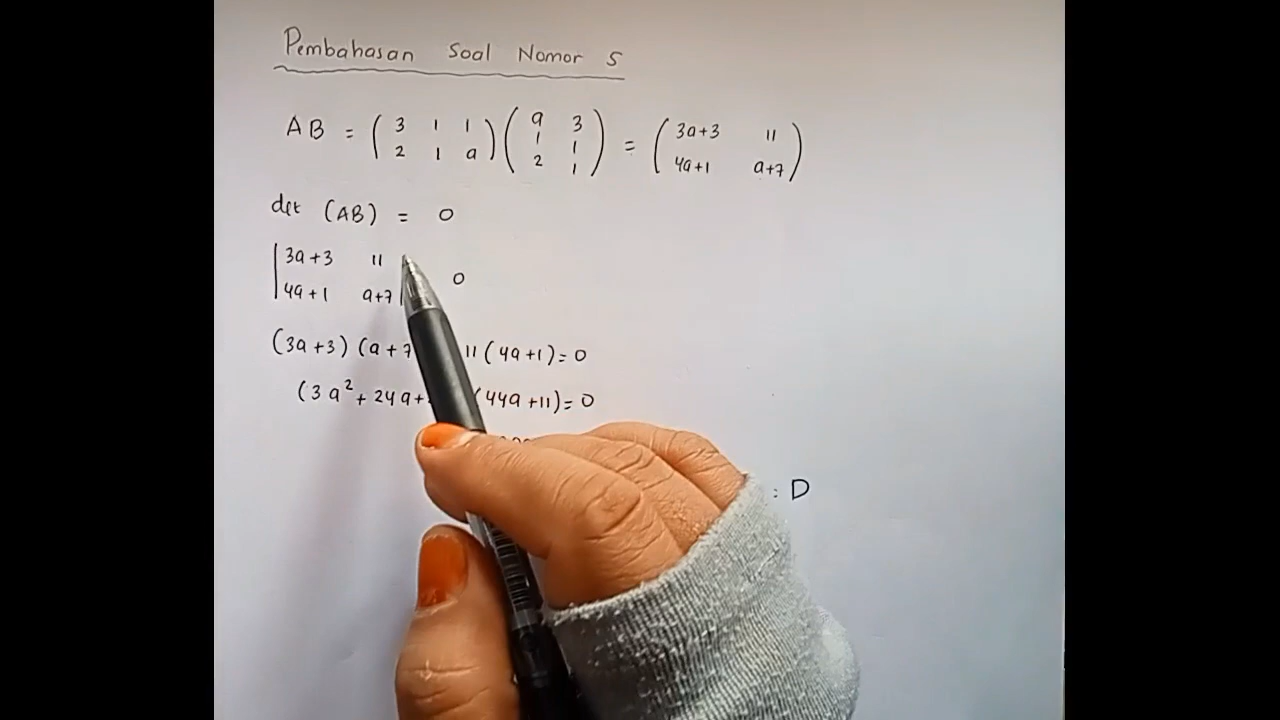 Pembahasan Soal Nomor 5
AB = (3 1 1 2 1 a) (a 3 1 1 2 1) = (3a+3 11 4a+1 a+7)
det (AB) = 0
|3a+3 11
4a+1 a+7| 0
(3a+3) (a+7 11 (4a+1) = 0
(3a² + 24a + (44a + 11) = 0
: D